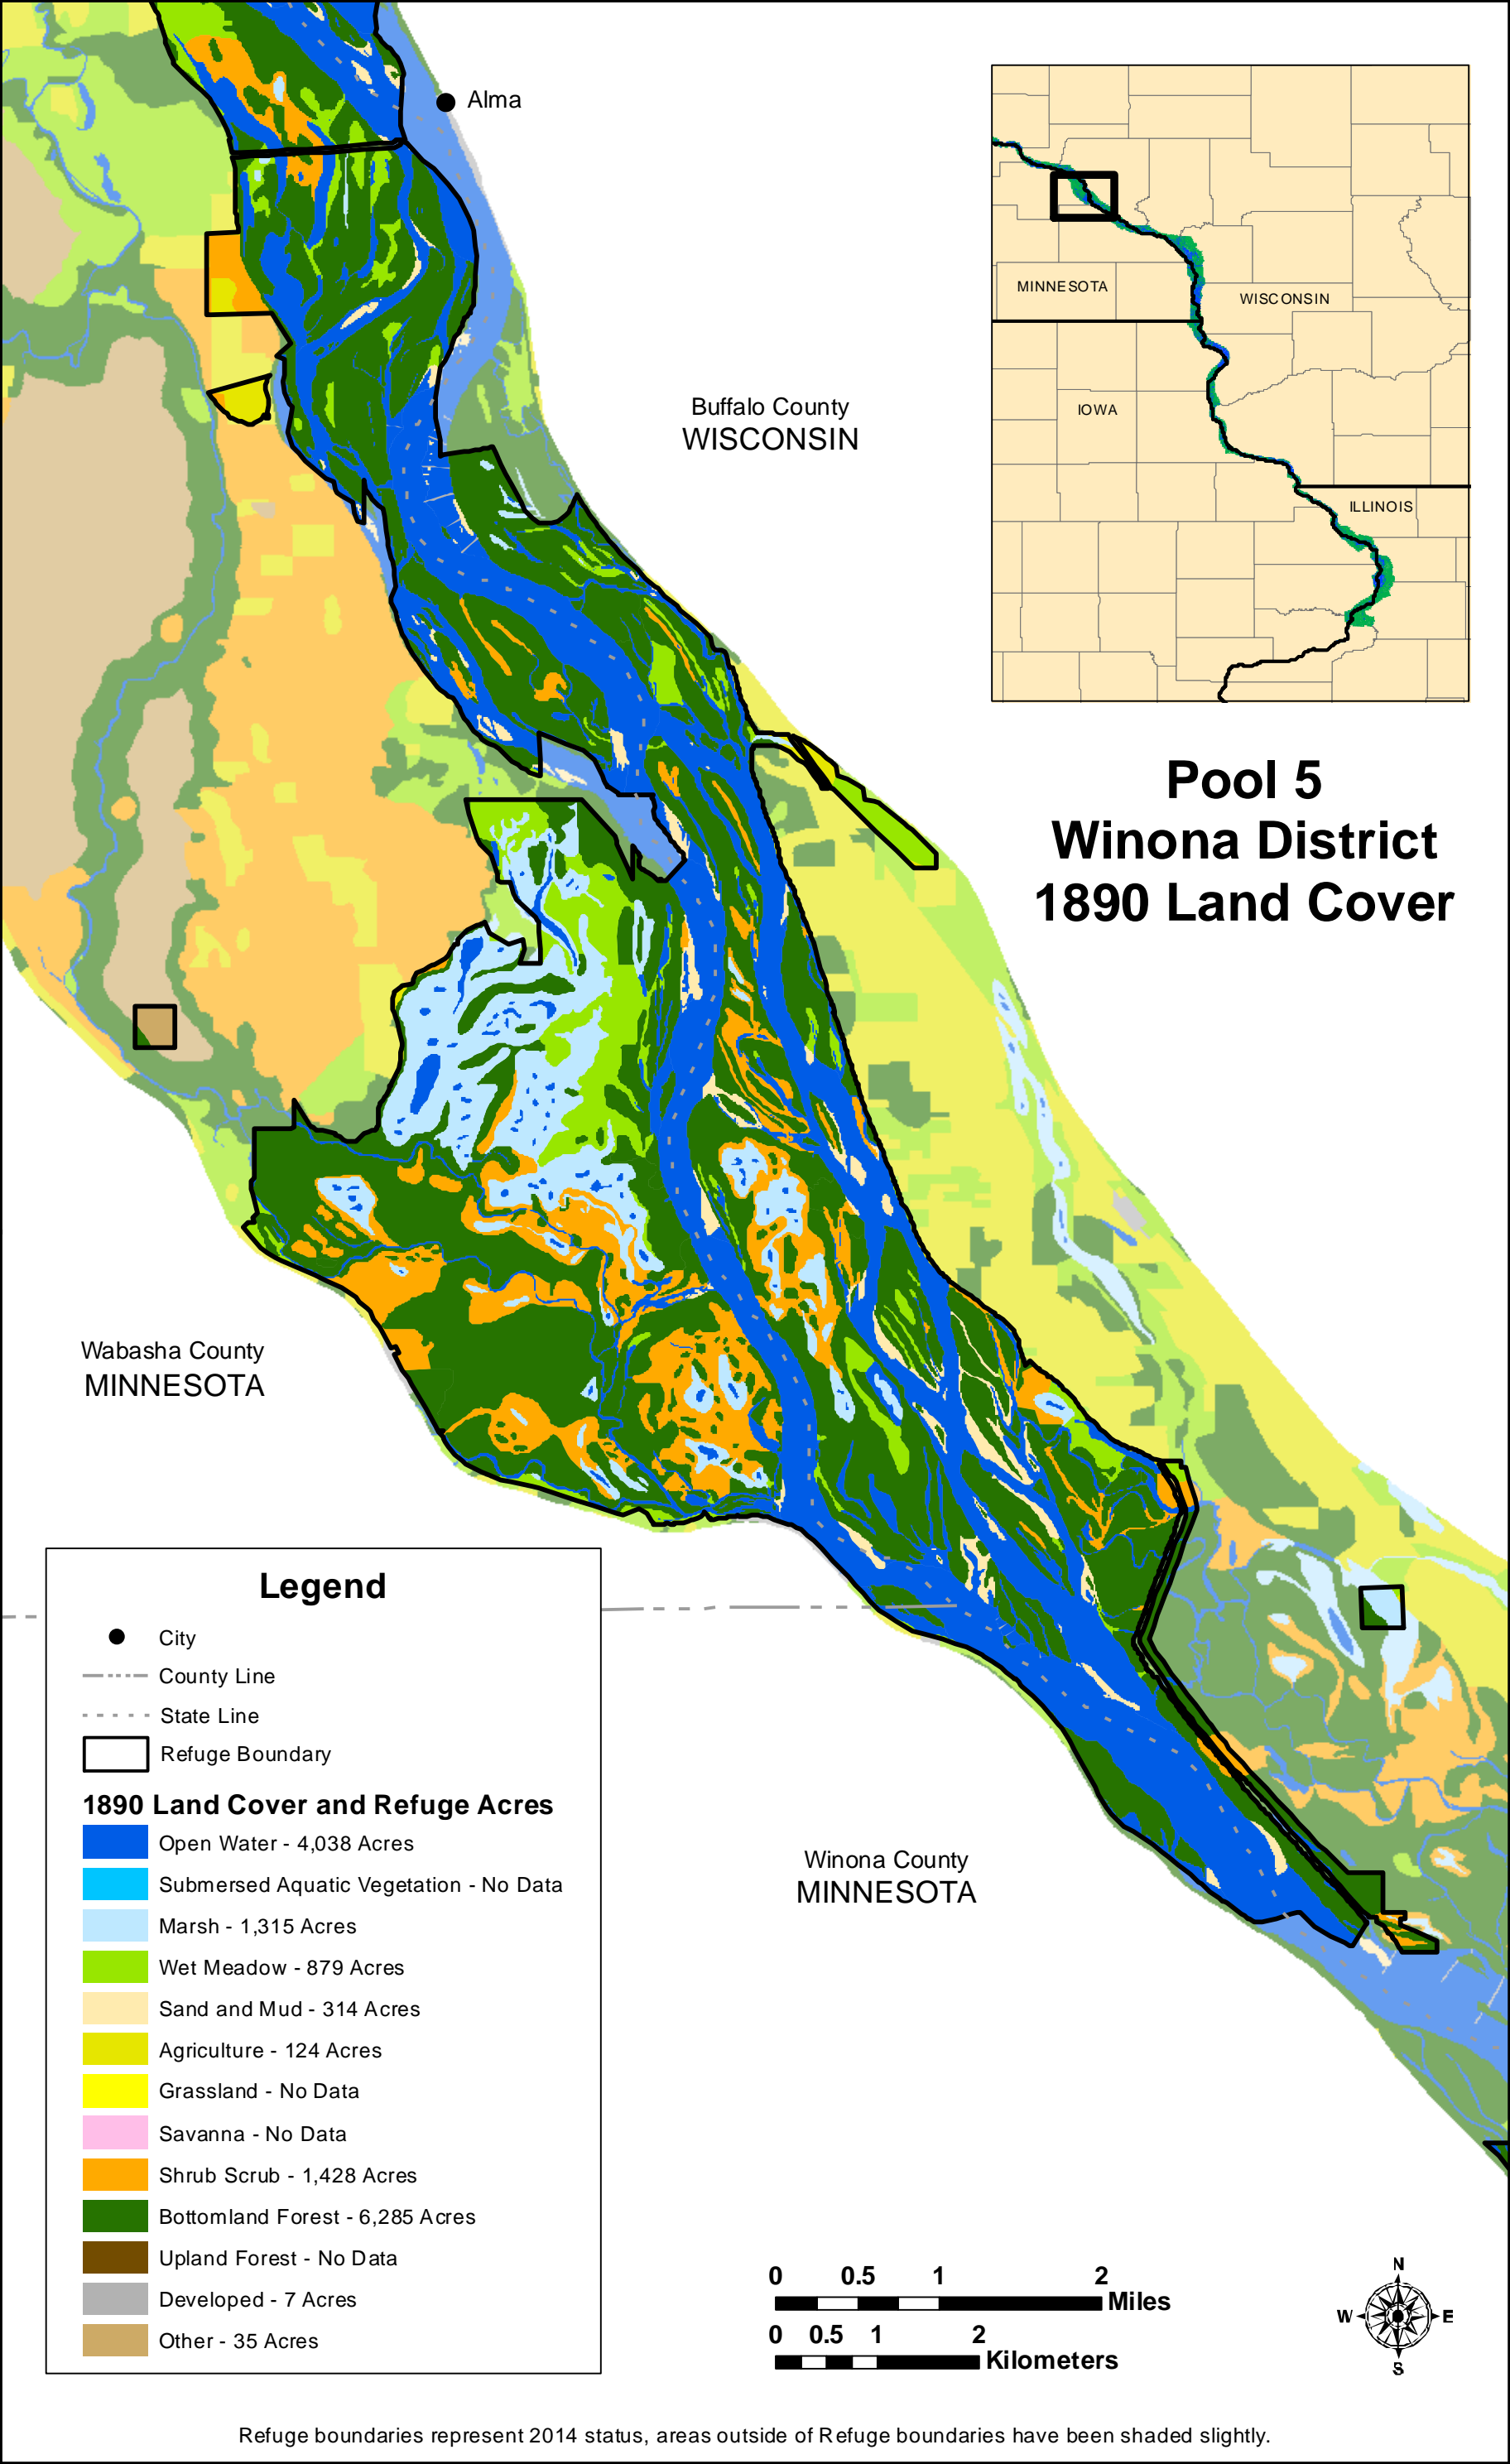 Alma
MINNESOTA
WISCONSIN
IOWA
ILLINOIS
Buffalo County
WISCONSIN
Pool 5
Winona District
1890 Land Cover
Wabasha County
MINNESOTA
Winona County
MINNESOTA
Legend
City
County Line
State Line
Refuge Boundary
1890 Land Cover and Refuge Acres
Open Water - 4,038 Acres
Submersed Aquatic Vegetation - No Data
Marsh - 1,315 Acres
Wet Meadow - 879 Acres
Sand and Mud - 314 Acres
Agriculture - 124 Acres
Grassland - No Data
Savanna - No Data
Shrub Scrub - 1,428 Acres
Bottomland Forest - 6,285 Acres
Upland Forest - No Data
Developed - 7 Acres
Other - 35 Acres
0 0.5 1 2
Miles
0 0.5 1 2
Kilometers
N
W E
S
Refuge boundaries represent 2014 status, areas outside of Refuge boundaries have been shaded slightly.